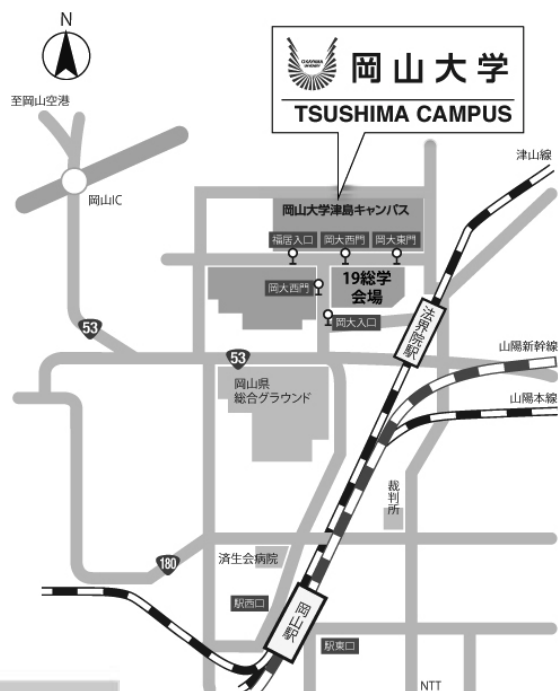 N
岡山大学
TSUSHIMA CAMPUS
至岡山空港
津山線
岡山IC
岡山大学津島キャンパス
福居入口
岡大西門
岡大東門
岡大西門
19総学
会場
岡大入口
法界院駅
53
53
山陽新幹線
岡山県
総合グラウンド
山陽本線
裁判所
180
済生会病院
駅西口
岡山駅
駅東口
NTT